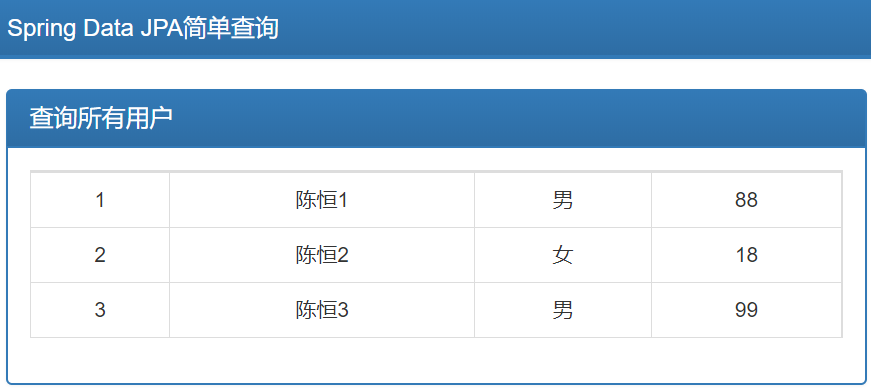 Spring Data JPA简单查询
查询所有用户
1 陈恒1 男 88
2 陈恒2 女 18
3 陈恒3 男 99